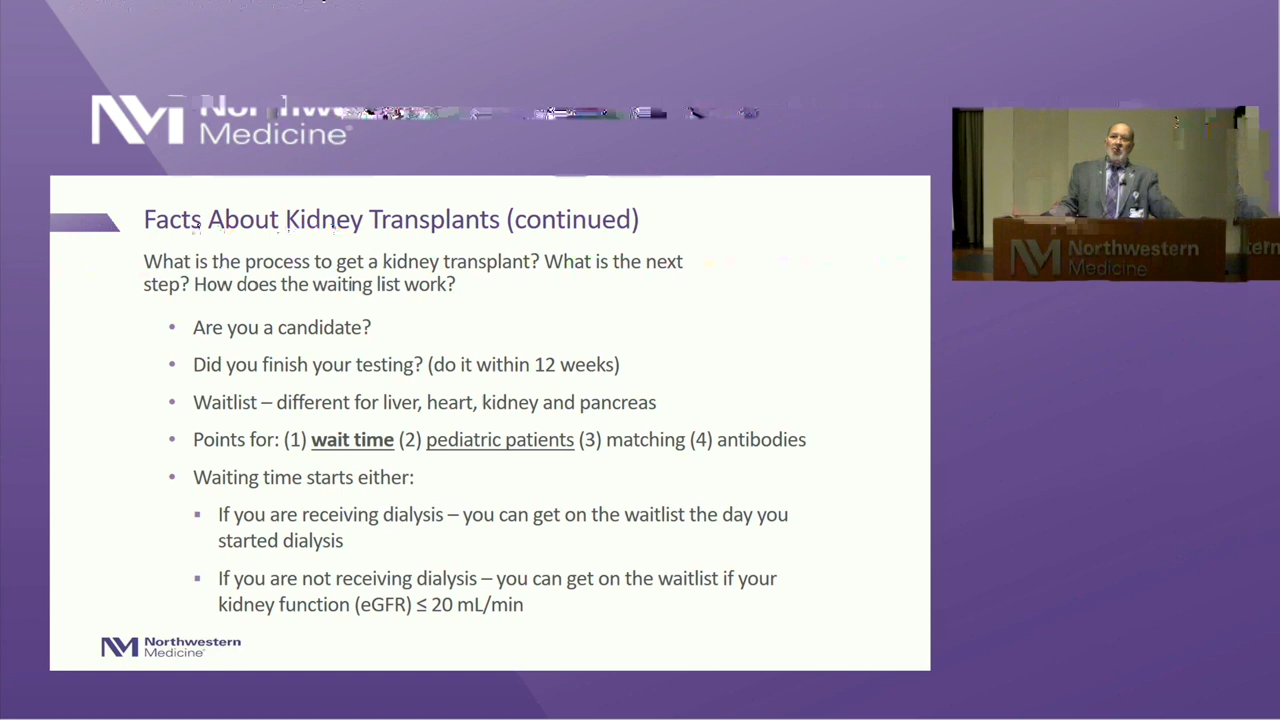 Northwe
Medicine
Facts About Kidney Transplants (continued)
What is the process to get a kidney transplant? What is the next
step? How does the waiting list work?
• Are you a candidate?
• Did you finish your testing? (do it within 12 weeks)
• Waitlist – different for liver, heart, kidney and pancreas
• Points for: (1) wait time (2) pediatric patients (3) matching (4) antibodies
• Waiting time starts either:
▪ If you are receiving dialysis – you can get on the waitlist the day you
started dialysis
▪ If you are not receiving dialysis – you can get on the waitlist if your
kidney function (eGFR) ≤ 20 mL/min
Northwestern
Medicine
Northwestern
Medicine
tern